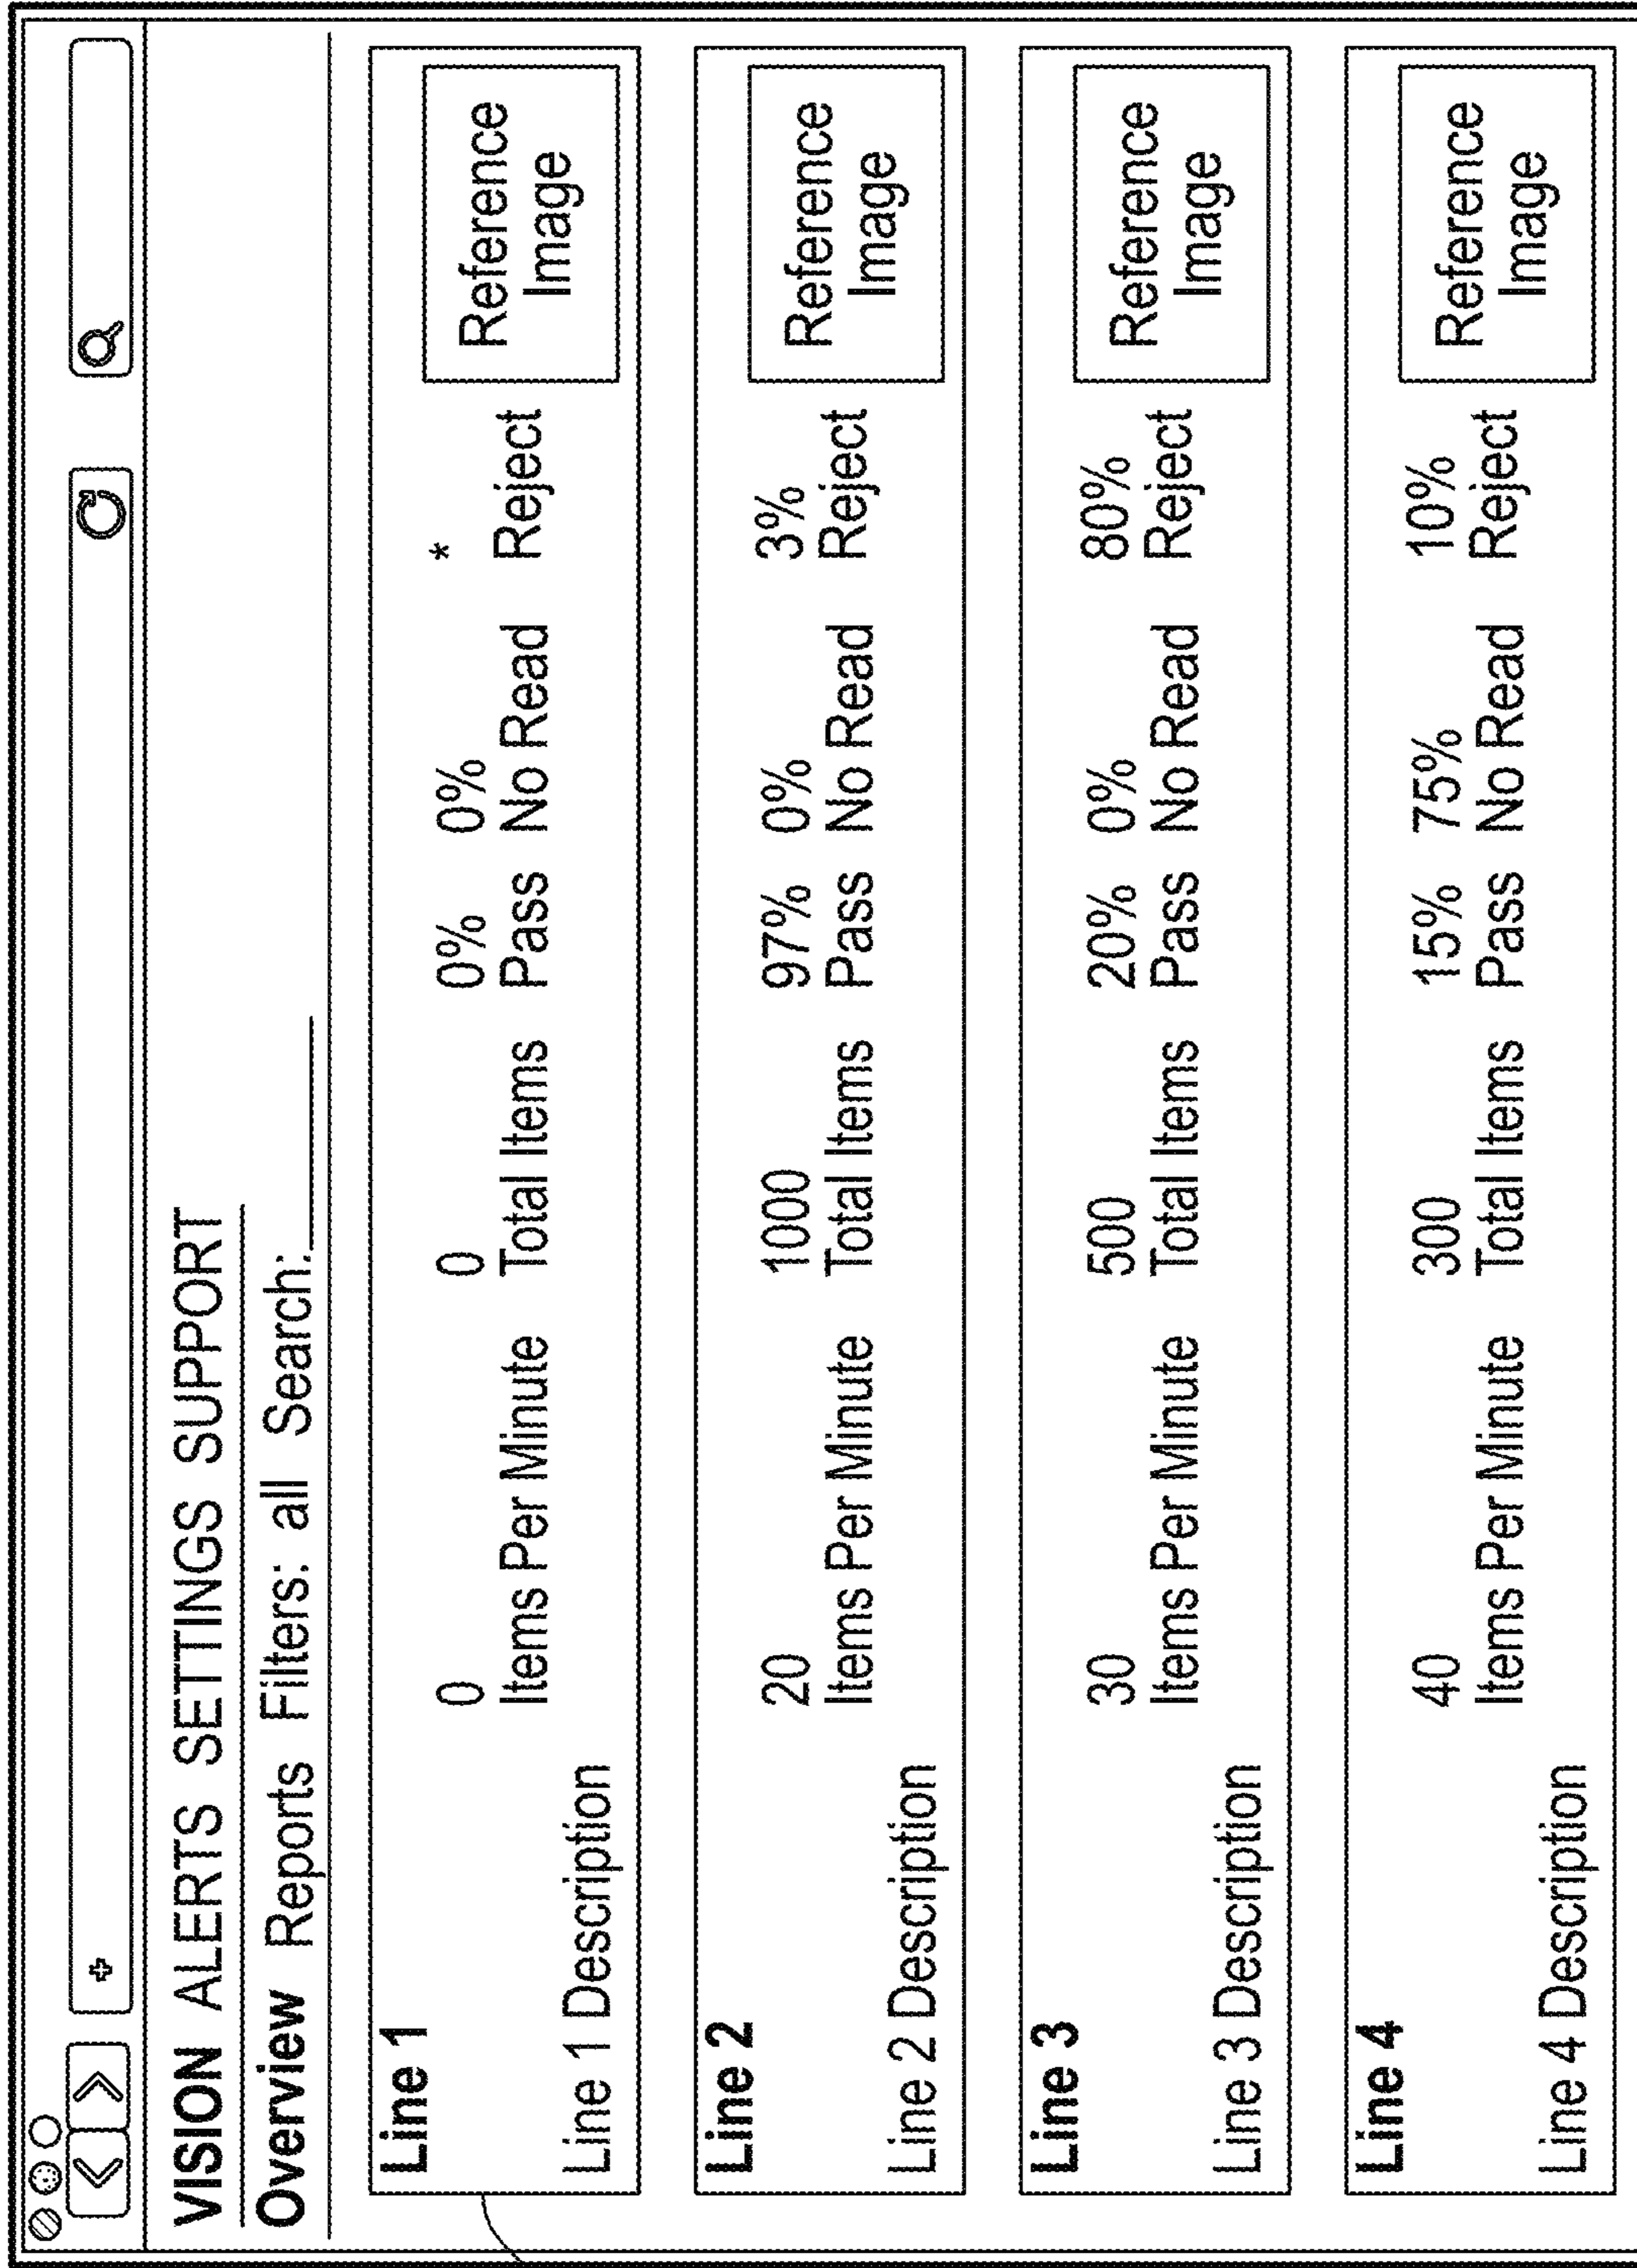 VISION ALERTS SETTINGS SUPPORT
Overview Reports Filters: all Search:
Line 1
0 0 0% 0% *
Items Per Minute Total Items Pass No Read Reject
Line 1 Description
Reference
Image
Line 2
20 1000 97% 0% 3%
Items Per Minute Total Items Pass No Read Reject
Line 2 Description
Reference
Image
Line 3
30 500 20% 0% 80%
Items Per Minute Total Items Pass No Read Reject
Line 3 Description
Reference
Image
Line 4
40 300 15% 75% 10%
Items Per Minute Total Items Pass No Read Reject
Line 4 Description
Reference
Image